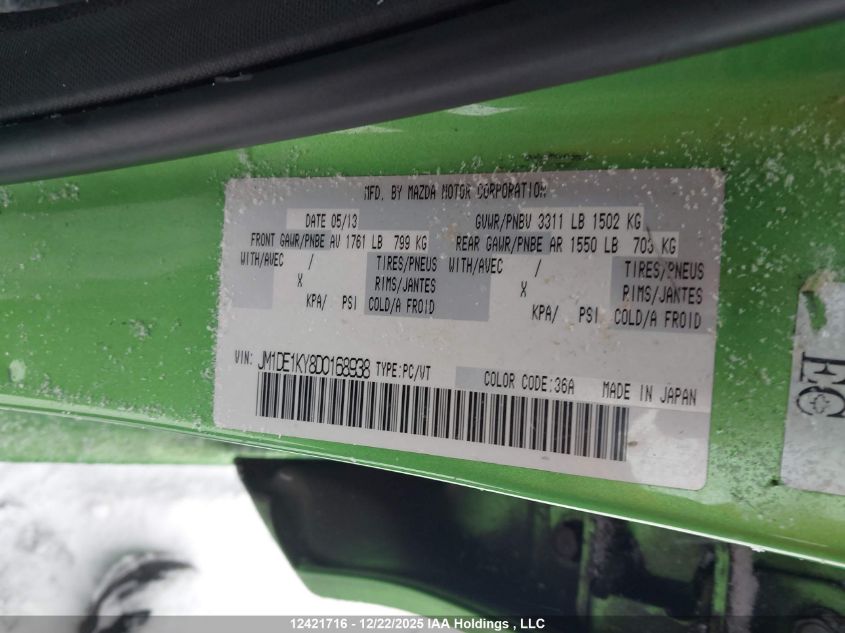 MFD. BY MAZDA MOTOR CORPORATION
DATE 05/13 GVWR/PNBV 3311 LB 1502 KG
FRONT GAWR/PNBE AV 1761 LB 799 KG REAR GAWR/PNBE AR 1550 LB 703 KG
WITH/AVEC / TIRES/PNEUS WITH/AVEC / TIRES/PNEUS
X RIMS/JANTES X RIMS/JANTES
KPA/ PSI COLD/A FROID KPA/ PSI COLD/A FROID
VIN: JM1DE1KY8D0168938 TYPE:PC/VT COLOR CODE:36A MADE IN JAPAN
EC
12421716 - 12/22/2025 IAA Holdings , LLC